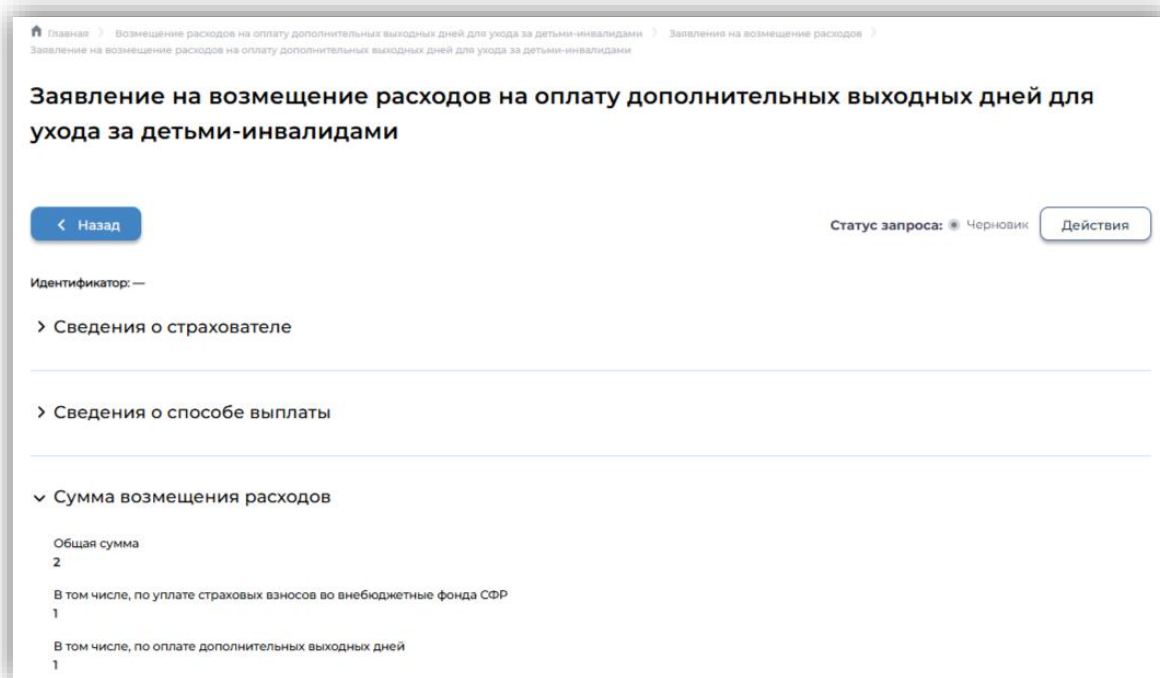 Главная 〉 Возмещение расходов на оплату дополнительных выходных дней для ухода за детьми-инвалидами 〉 Заявления на возмещение расходов 〉
Заявление на возмещение расходов на оплату дополнительных выходных дней для ухода за детьми-инвалидами
Заявление на возмещение расходов на оплату дополнительных выходных дней для
ухода за детьми-инвалидами
Назад
Статус запроса: Черновик Действия
Идентификатор: —
Сведения о страхователе
Сведения о способе выплаты
Сумма возмещения расходов
Общая сумма
2
В том числе, по уплате страховых взносов во внебюджетные фонда СФР
1
В том числе, по оплате дополнительных выходных дней
1